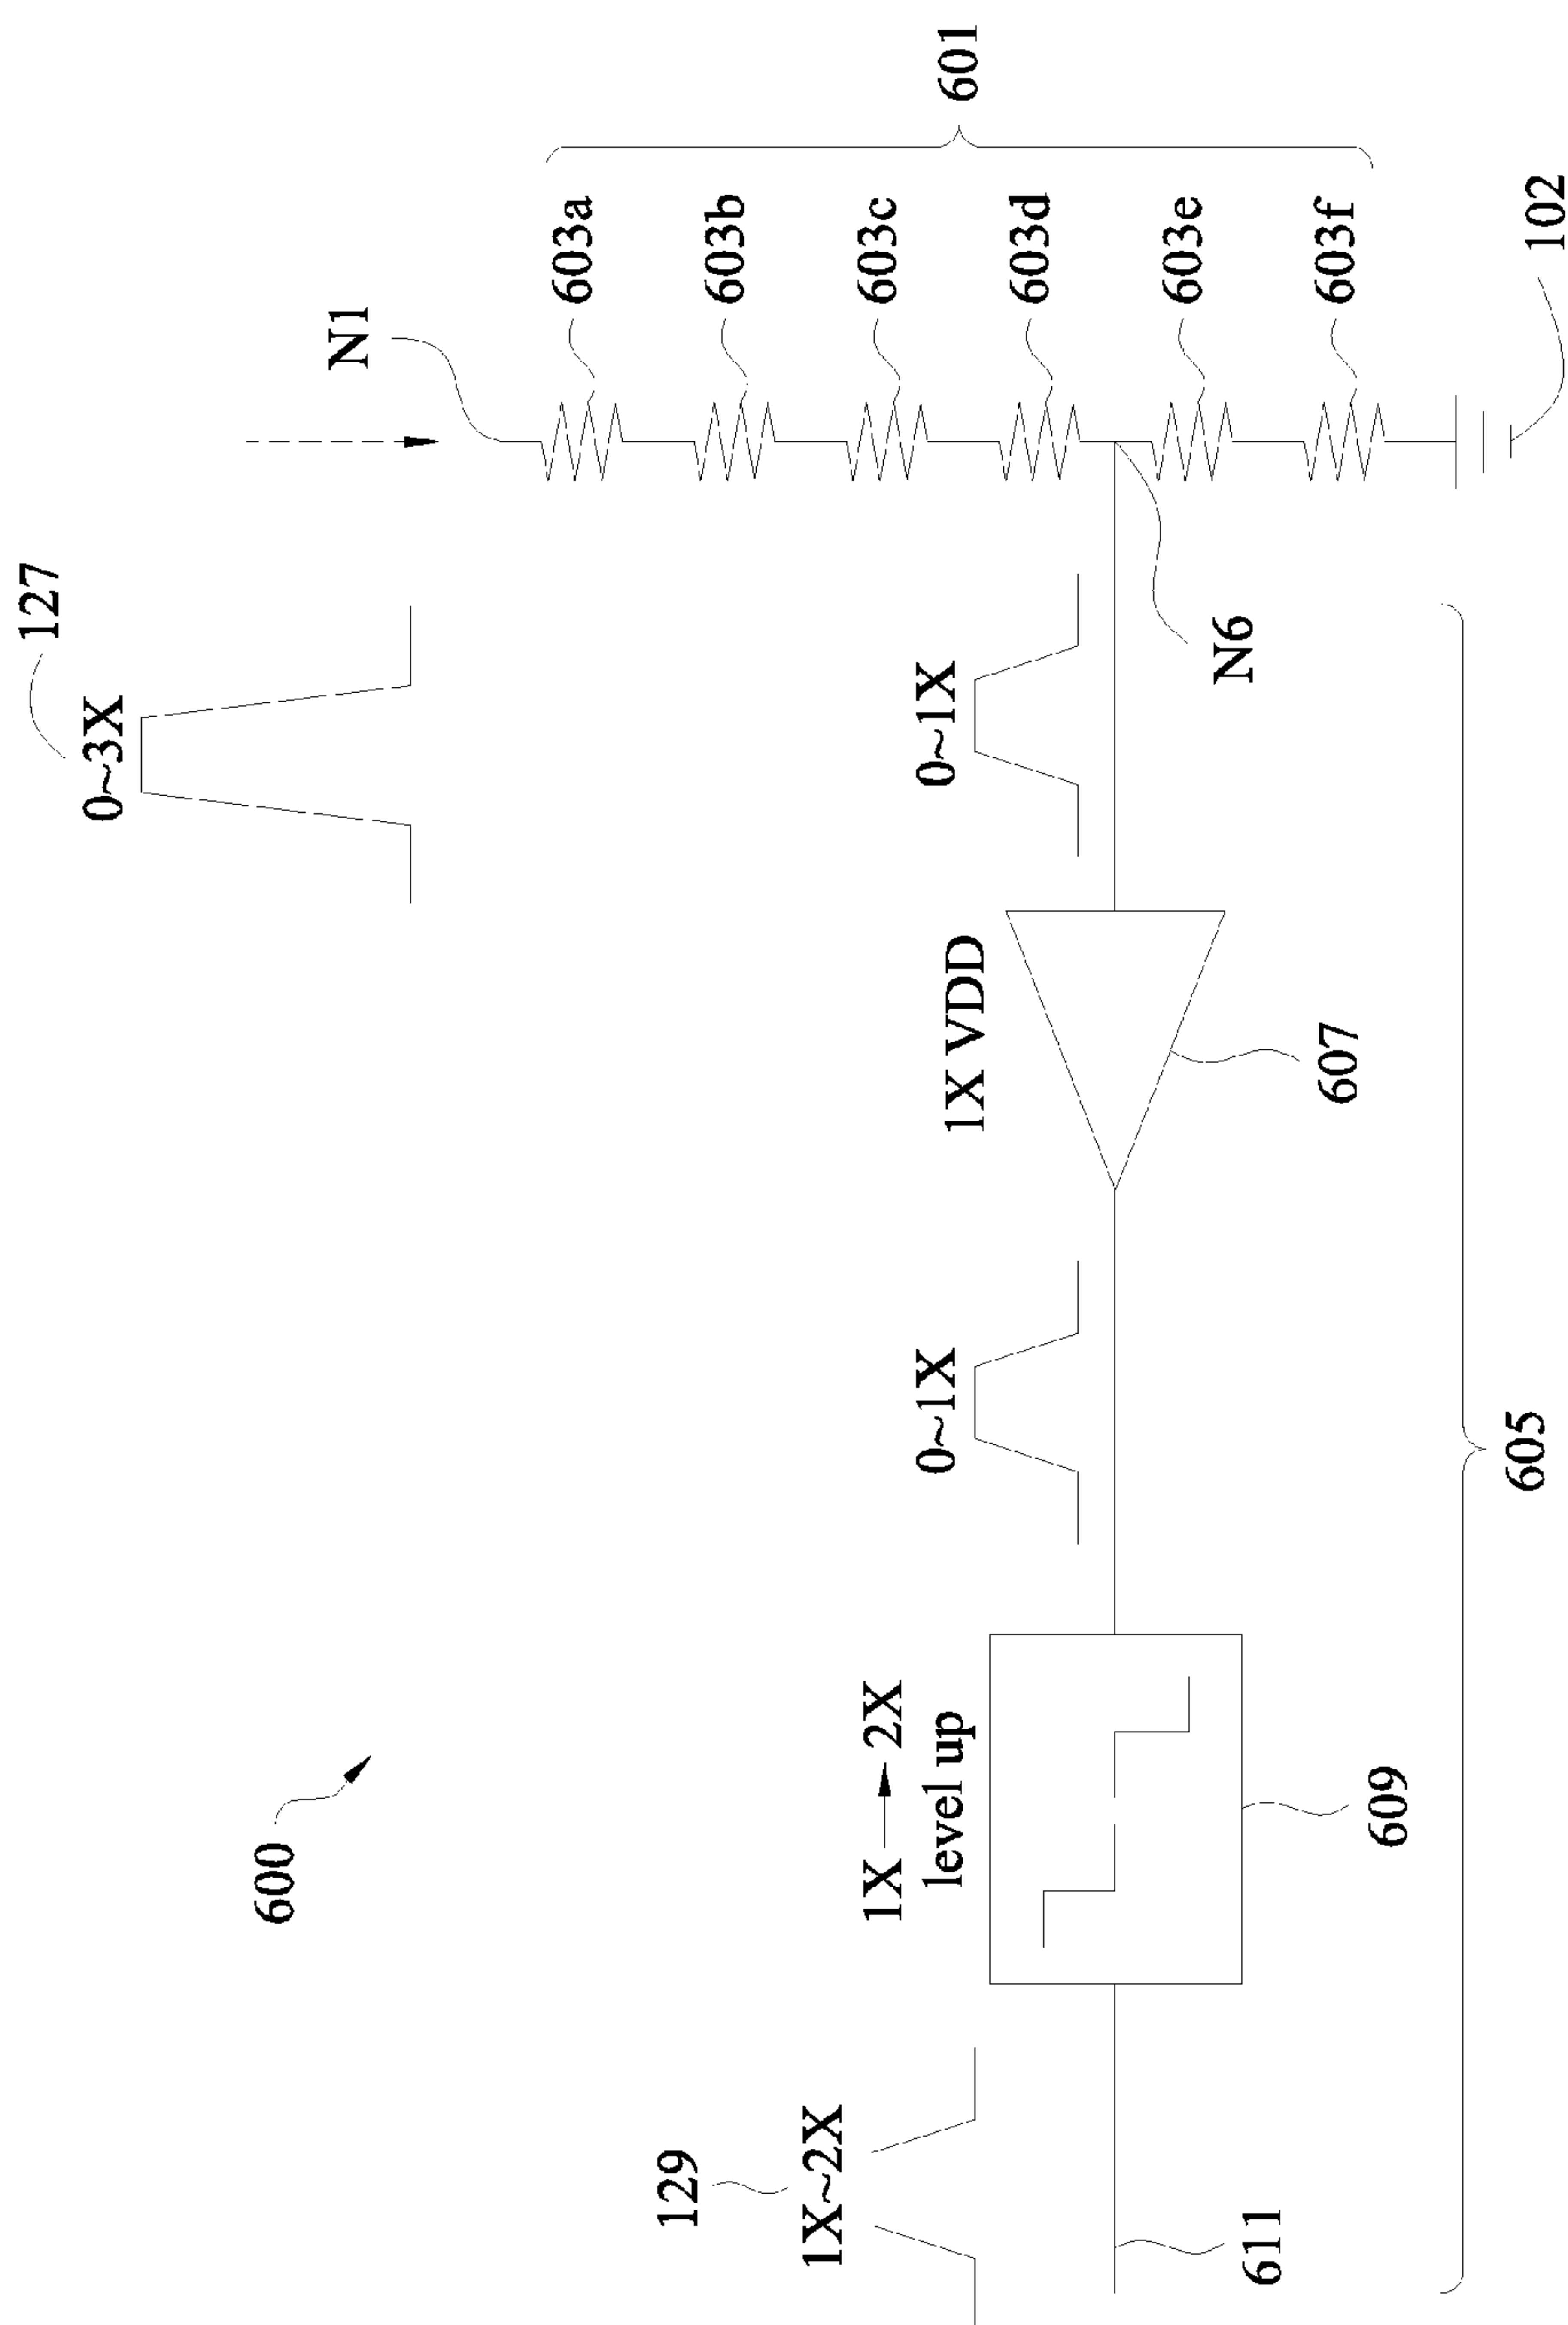 600
127
0~3X
N1
601
603a
603b
603c
603d
603e
603f
102
N6
0~1X
1X VDD
607
0~1X
1X → 2X
level up
609
129
1X~2X
611
605